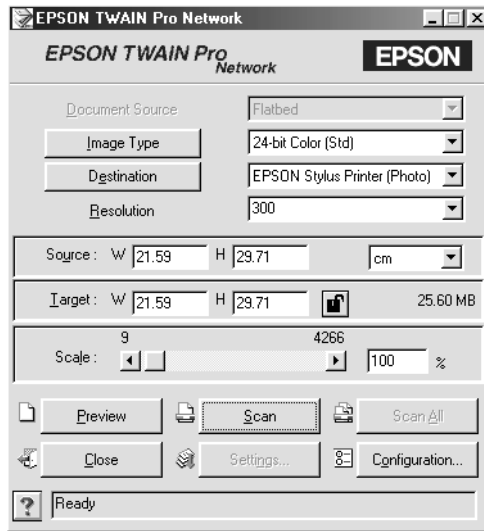 EPSON TWAIN Pro Network
EPSON TWAIN Pro Network EPSON
Document Source Flatbed
Image Type 24-bit Color (Std)
Destination EPSON Stylus Printer (Photo)
Resolution 300
Source : W 21.59 H 29.71 cm
Target : W 21.59 H 29.71 25.60 MB
9 4266
Scale : 100 %
Preview Scan Scan All
Close Settings... Configuration...
? Ready